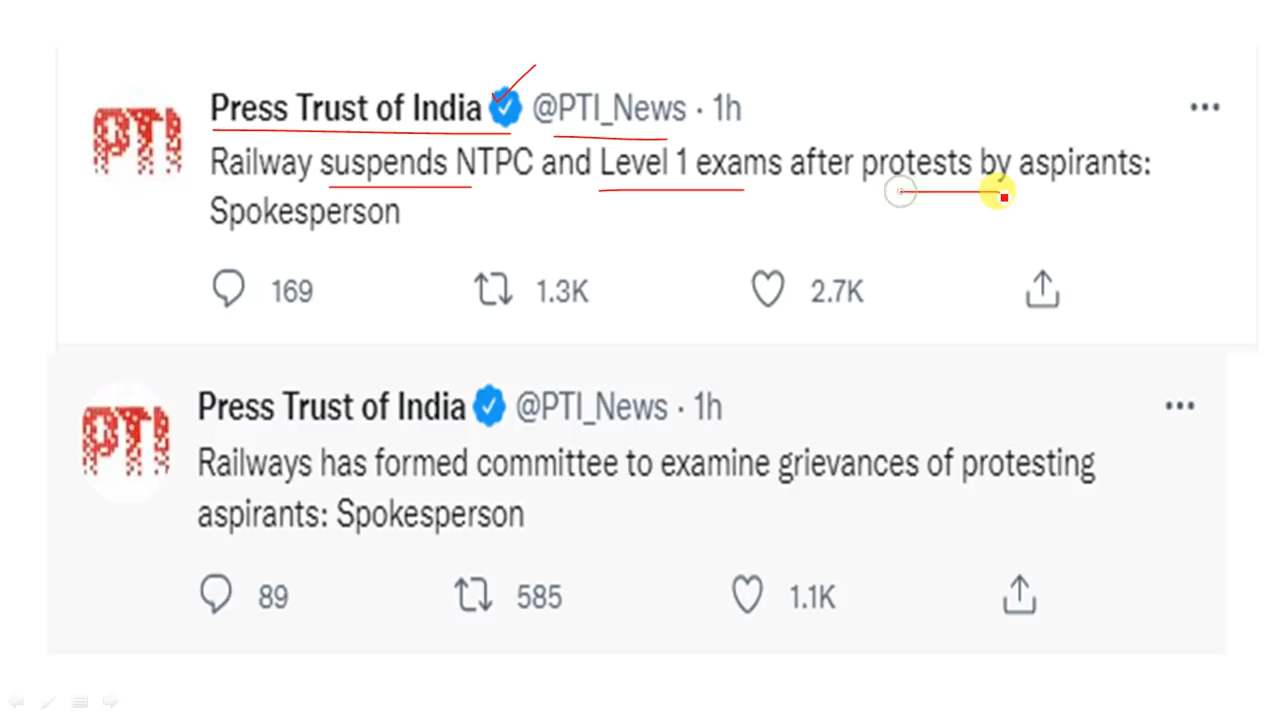 PTI
Press Trust of India @PTI_News · 1h
Railway suspends NTPC and Level 1 exams after protests by aspirants:
Spokesperson
169 1.3K 2.7K
PTI
Press Trust of India @PTI_News · 1h
Railways has formed committee to examine grievances of protesting
aspirants: Spokesperson
89 585 1.1K